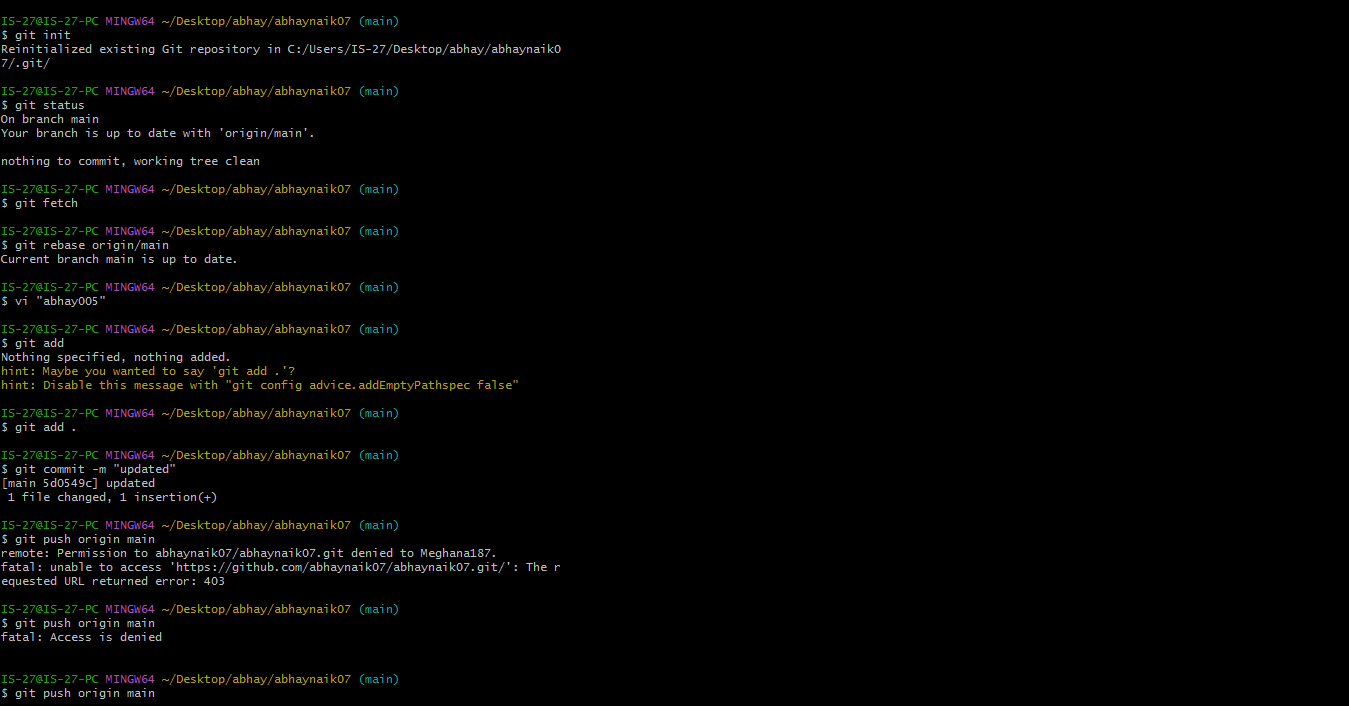 IS-27@IS-27-PC MINGW64 ~/Desktop/abhay/abhaynaik07 (main)
$ git init
Reinitialized existing Git repository in C:/Users/IS-27/Desktop/abhay/abhaynaik0
7/.git/
IS-27@IS-27-PC MINGW64 ~/Desktop/abhay/abhaynaik07 (main)
$ git status
On branch main
Your branch is up to date with 'origin/main'.
nothing to commit, working tree clean
IS-27@IS-27-PC MINGW64 ~/Desktop/abhay/abhaynaik07 (main)
$ git fetch
IS-27@IS-27-PC MINGW64 ~/Desktop/abhay/abhaynaik07 (main)
$ git rebase origin/main
Current branch main is up to date.
IS-27@IS-27-PC MINGW64 ~/Desktop/abhay/abhaynaik07 (main)
$ vi "abhay005"
IS-27@IS-27-PC MINGW64 ~/Desktop/abhay/abhaynaik07 (main)
$ git add
Nothing specified, nothing added.
hint: Maybe you wanted to say 'git add .'?
hint: Disable this message with "git config advice.addEmptyPathspec false"
IS-27@IS-27-PC MINGW64 ~/Desktop/abhay/abhaynaik07 (main)
$ git add .
IS-27@IS-27-PC MINGW64 ~/Desktop/abhay/abhaynaik07 (main)
$ git commit -m "updated"
[main 5d0549c] updated
 1 file changed, 1 insertion(+)
IS-27@IS-27-PC MINGW64 ~/Desktop/abhay/abhaynaik07 (main)
$ git push origin main
remote: Permission to abhaynaik07/abhaynaik07.git denied to Meghana187.
fatal: unable to access 'https://github.com/abhaynaik07/abhaynaik07.git/': The r
equested URL returned error: 403
IS-27@IS-27-PC MINGW64 ~/Desktop/abhay/abhaynaik07 (main)
$ git push origin main
fatal: Access is denied
IS-27@IS-27-PC MINGW64 ~/Desktop/abhay/abhaynaik07 (main)
$ git push origin main